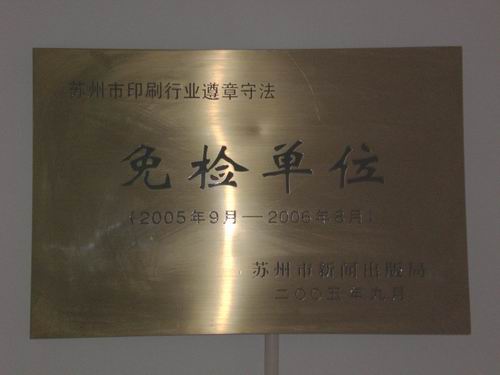 苏州市印刷行业遵章守法
免检单位
(2005年9月—2006年8月)
苏州市新闻出版局
二〇〇五年九月